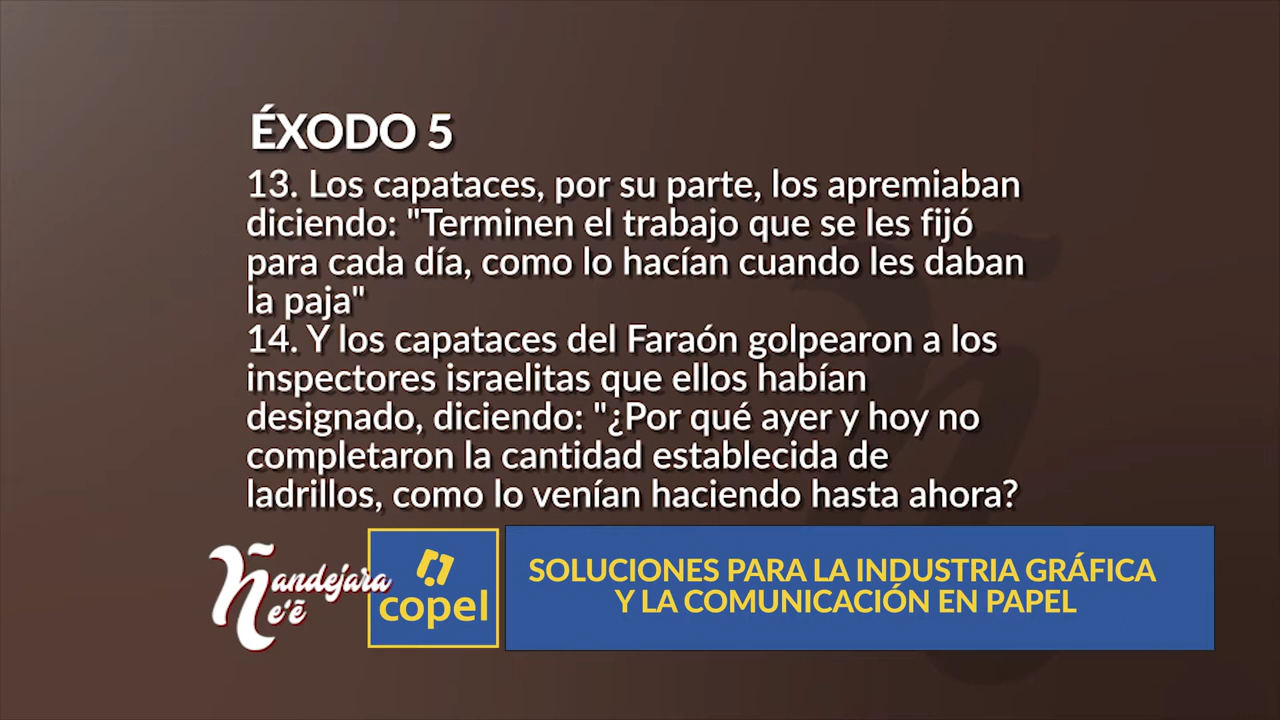 ÉXODO 5
13. Los capataces, por su parte, los apremiaban
diciendo: "Terminen el trabajo que se les fijó
para cada día, como lo hacían cuando les daban
la paja"
14. Y los capataces del Faraón golpearon a los
inspectores israelitas que ellos habían
designado, diciendo: "¿Por qué ayer y hoy no
completaron la cantidad establecida de
ladrillos, como lo venían haciendo hasta ahora?
Ñandejara
Ñe'ẽ
copel
SOLUCIONES PARA LA INDUSTRIA GRÁFICA
Y LA COMUNICACIÓN EN PAPEL